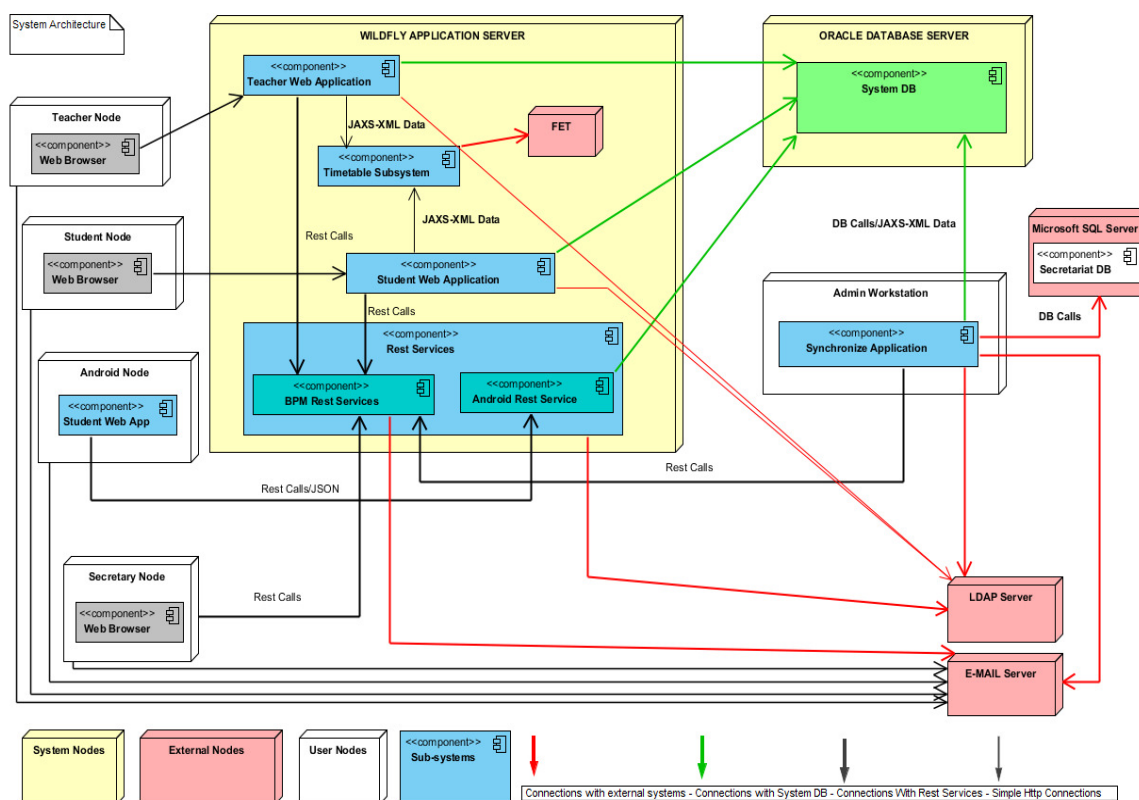 System Architecture
WILDFLY APPLICATION SERVER
<<component>>
Teacher Web Application
JAXS-XML Data
FET
<<component>>
Timetable Subsystem
JAXS-XML Data
Rest Calls
<<component>>
Student Web Application
Rest Calls
<<component>>
Rest Services
<<component>>
BPM Rest Services
<<component>>
Android Rest Service
ORACLE DATABASE SERVER
<<component>>
System DB
DB Calls/JAXS-XML Data
Teacher Node
<<component>>
Web Browser
Student Node
<<component>>
Web Browser
Android Node
<<component>>
Student Web App
Rest Calls/JSON
Secretary Node
<<component>>
Web Browser
Rest Calls
Microsoft SQL Server
<<component>>
Secretariat DB
DB Calls
Admin Workstation
<<component>>
Synchronize Application
Rest Calls
LDAP Server
E-MAIL Server
System Nodes
External Nodes
User Nodes
<<component>>
Sub-systems
Connections with external systems - Connections with System DB - Connections With Rest Services - Simple Http Connections